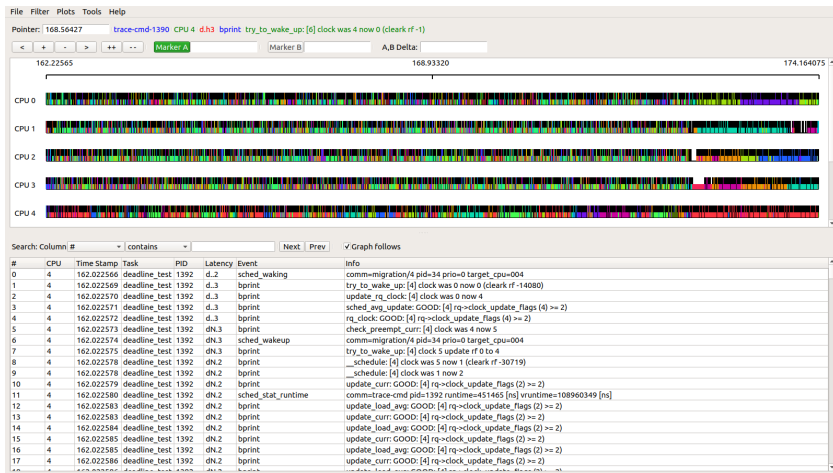 File Filter Plots Tools Help
Pointer: 168.56427 trace-cmd-1390 CPU 4 d.h3 bprint try_to_wake_up: [6] clock was 4 now 0 (cleark rf -1)
< + - > ++ -- Marker A Marker B A,B Delta:
162.22565 168.93320 174.164075
CPU 0
CPU 1
CPU 2
CPU 3
CPU 4
Search: Column # contains Next Prev Graph follows
# CPU Time Stamp Task PID Latency Event Info
0 4 162.022566 deadline_test 1392 d..2 sched_waking comm=migration/4 pid=34 prio=0 target_cpu=004
1 4 162.022569 deadline_test 1392 d..3 bprint try_to_wake_up: [4] clock was 0 now 0 (cleark rf -14080)
2 4 162.022570 deadline_test 1392 d..3 bprint update_rq_clock: [4] clock was 0 now 4
3 4 162.022571 deadline_test 1392 d..3 bprint sched_avg_update: GOOD: [4] rq->clock_update_flags (4) >= 2)
4 4 162.022572 deadline_test 1392 d..3 bprint rq_clock: GOOD: [4] rq->clock_update_flags (4) >= 2)
5 4 162.022573 deadline_test 1392 dN.3 bprint check_preempt_curr: [4] clock was 4 now 5
6 4 162.022574 deadline_test 1392 dN.3 sched_wakeup comm=migration/4 pid=34 prio=0 target_cpu=004
7 4 162.022575 deadline_test 1392 dN.3 bprint try_to_wake_up: [4] clock 5 update rf 0 to 4
8 4 162.022578 deadline_test 1392 dN.2 bprint __schedule: [4] clock was 5 now 1 (cleark rf -30719)
9 4 162.022578 deadline_test 1392 dN.2 bprint __schedule: [4] clock was 1 now 2
10 4 162.022579 deadline_test 1392 dN.2 bprint update_curr: GOOD: [4] rq->clock_update_flags (2) >= 2)
11 4 162.022580 deadline_test 1392 dN.2 sched_stat_runtime comm=trace-cmd pid=1392 runtime=451465 [ns] vruntime=108960349 [ns]
12 4 162.022583 deadline_test 1392 dN.2 bprint update_load_avg: GOOD: [4] rq->clock_update_flags (2) >= 2)
13 4 162.022583 deadline_test 1392 dN.2 bprint update_curr: GOOD: [4] rq->clock_update_flags (2) >= 2)
14 4 162.022584 deadline_test 1392 dN.2 bprint update_load_avg: GOOD: [4] rq->clock_update_flags (2) >= 2)
15 4 162.022585 deadline_test 1392 dN.2 bprint update_curr: GOOD: [4] rq->clock_update_flags (2) >= 2)
16 4 162.022585 deadline_test 1392 dN.2 bprint update_load_avg: GOOD: [4] rq->clock_update_flags (2) >= 2)
17 4 162.022586 deadline_test 1392 dN.2 bprint update_curr: GOOD: [4] rq->clock_update_flags (2) >= 2)